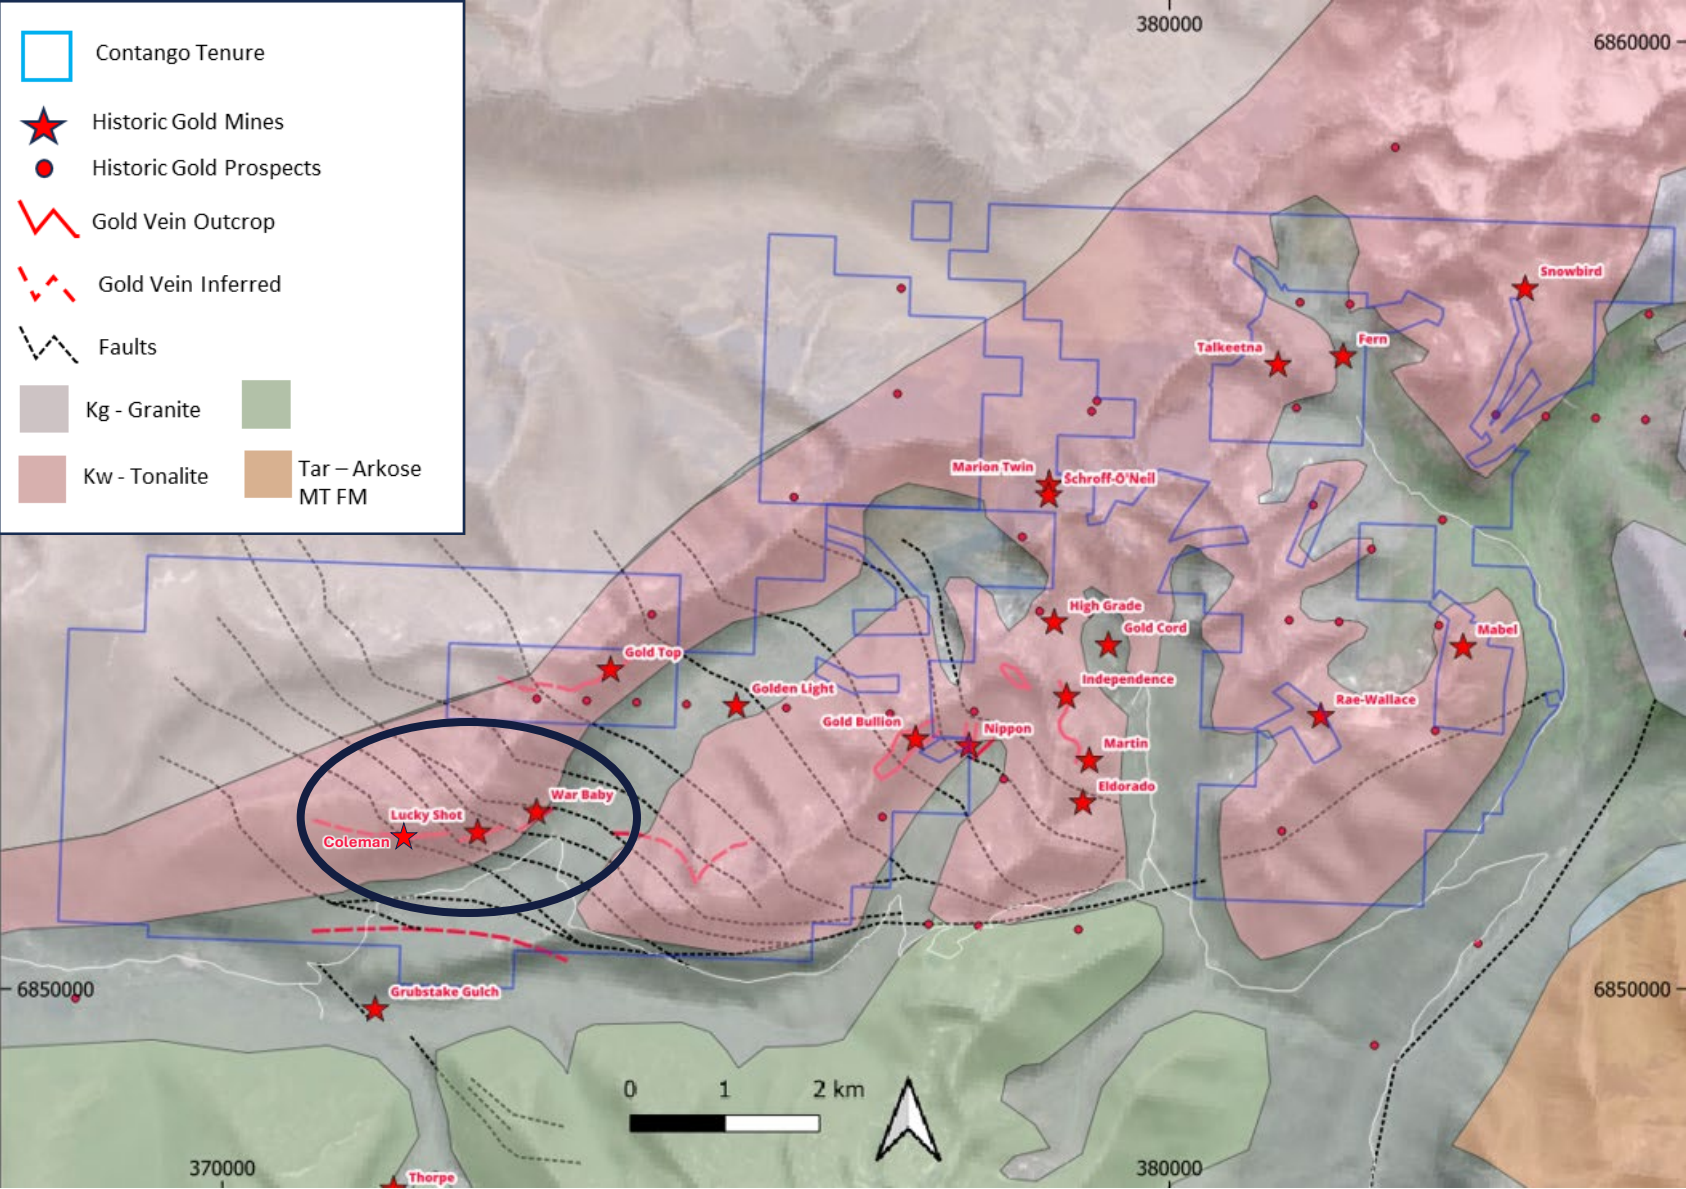 Contango Tenure
Historic Gold Mines
Historic Gold Prospects
Gold Vein Outcrop
Gold Vein Inferred
Faults
Kg - Granite
Kw - Tonalite
Tar – Arkose
MT FM
380000
6860000
Snowbird
Talkeetna
Fern
Marion Twin
Schroff-O'Neil
High Grade
Gold Cord
Mabel
Gold Top
Independence
Golden Light
Rae-Wallace
Gold Bullion
Nippon
Martin
Eldorado
War Baby
Lucky Shot
Coleman
6850000
Grubstake Gulch
6850000
0 1 2 km
370000
380000
Thorpe